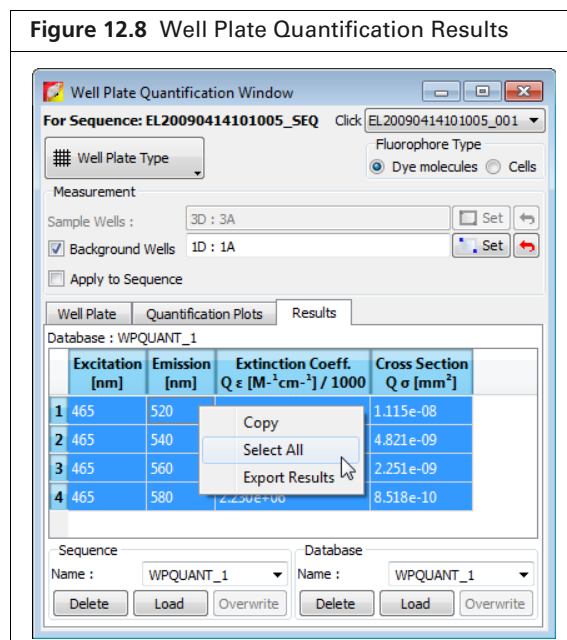 Figure 12.8 Well Plate Quantification Results
Well Plate Quantification Window
For Sequence: EL20090414101005_SEQ Click EL20090414101005_001
Well Plate Type
Fluorophore Type
Dye molecules Cells
Measurement
Sample Wells : 3D : 3A Set
Background Wells 1D : 1A Set
Apply to Sequence
Well Plate Quantification Plots Results
Database : WPQUANT_1
Excitation [nm] Emission [nm] Extinction Coeff. Q ε [M-¹cm-¹] / 1000 Cross Section Q σ [mm²]
1 465 520 1.115e-08
2 465 540 4.821e-09
3 465 560 2.251e-09
4 465 580 2.230e+06 8.518e-10
Copy
Select All
Export Results
Sequence Database
Name : WPQUANT_1 Name : WPQUANT_1
Delete Load Overwrite Delete Load Overwrite